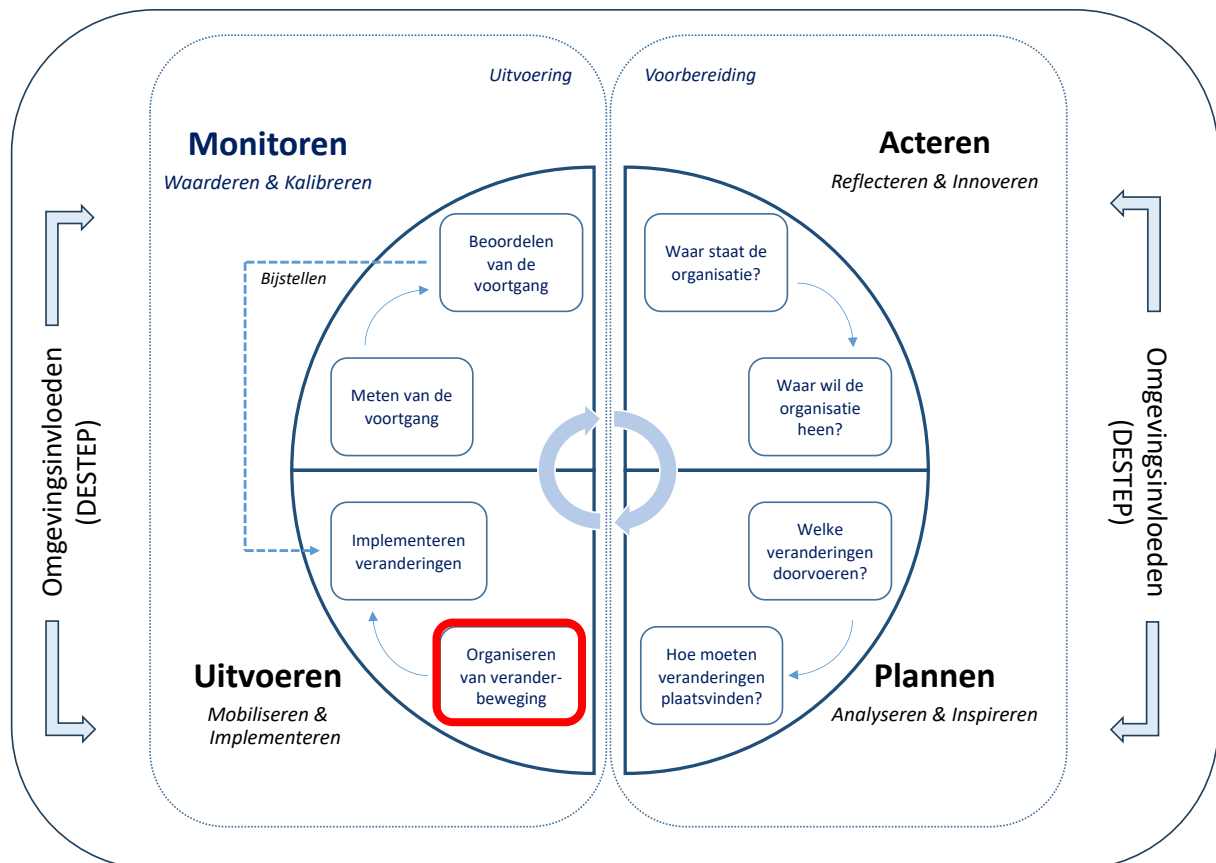 Uitvoering
Voorbereiding
Monitoren
Waarderen & Kalibreren
Acteren
Reflecteren & Innoveren
Beoordelen
van de
voortgang
Waar staat de
organisatie?
Bijstellen
Meten van de
voortgang
Waar wil de
organisatie
heen?
Omgevingsinvloeden
(DESTEP)
Omgevingsinvloeden
(DESTEP)
Implementeren
veranderingen
Welke
veranderingen
doorvoeren?
Organiseren
van verander-
beweging
Hoe moeten
veranderingen
plaatsvinden?
Uitvoeren
Mobiliseren &
Implementeren
Plannen
Analyseren & Inspireren